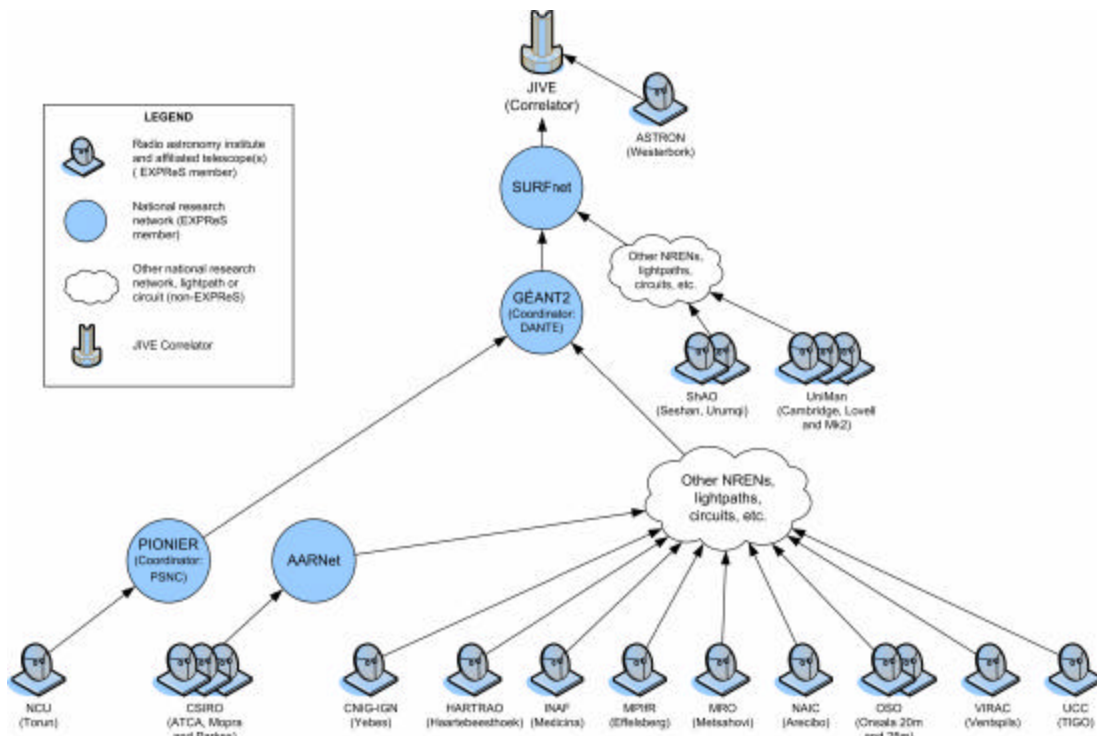 JIVE
(Correlator)
ASTRON
(Westerbork)
LEGEND
Radio astronomy institute
and affiliated telescope(s)
( EXPReS member)
National research
network (EXPReS
member)
Other national research
network, lightpath or
circuit (non-EXPReS)
JIVE Correlator
SURFnet
Other NRENs,
lightpaths,
circuits, etc.
GÉANT2
(Coordinator:
DANTE)
ShAO
(Seshan, Urumqi)
UniMan
(Cambridge, Lovell
and Mk2)
Other NRENs,
lightpaths,
circuits, etc.
PIONIER
(Coordinator:
PSNC)
AARNet
NCU
(Torun)
CSIRO
(ATCA, Mopra
and Parkes)
CNIG-IGN
(Yebes)
HARTRAO
(Haartebeesthoek)
INAF
(Medicina)
MPIfR
(Effelsberg)
MRO
(Metsahovi)
NAIC
(Arecibo)
OSO
(Onsala 20m
and 25m)
VIRAC
(Ventspils)
UCC
(TIGO)